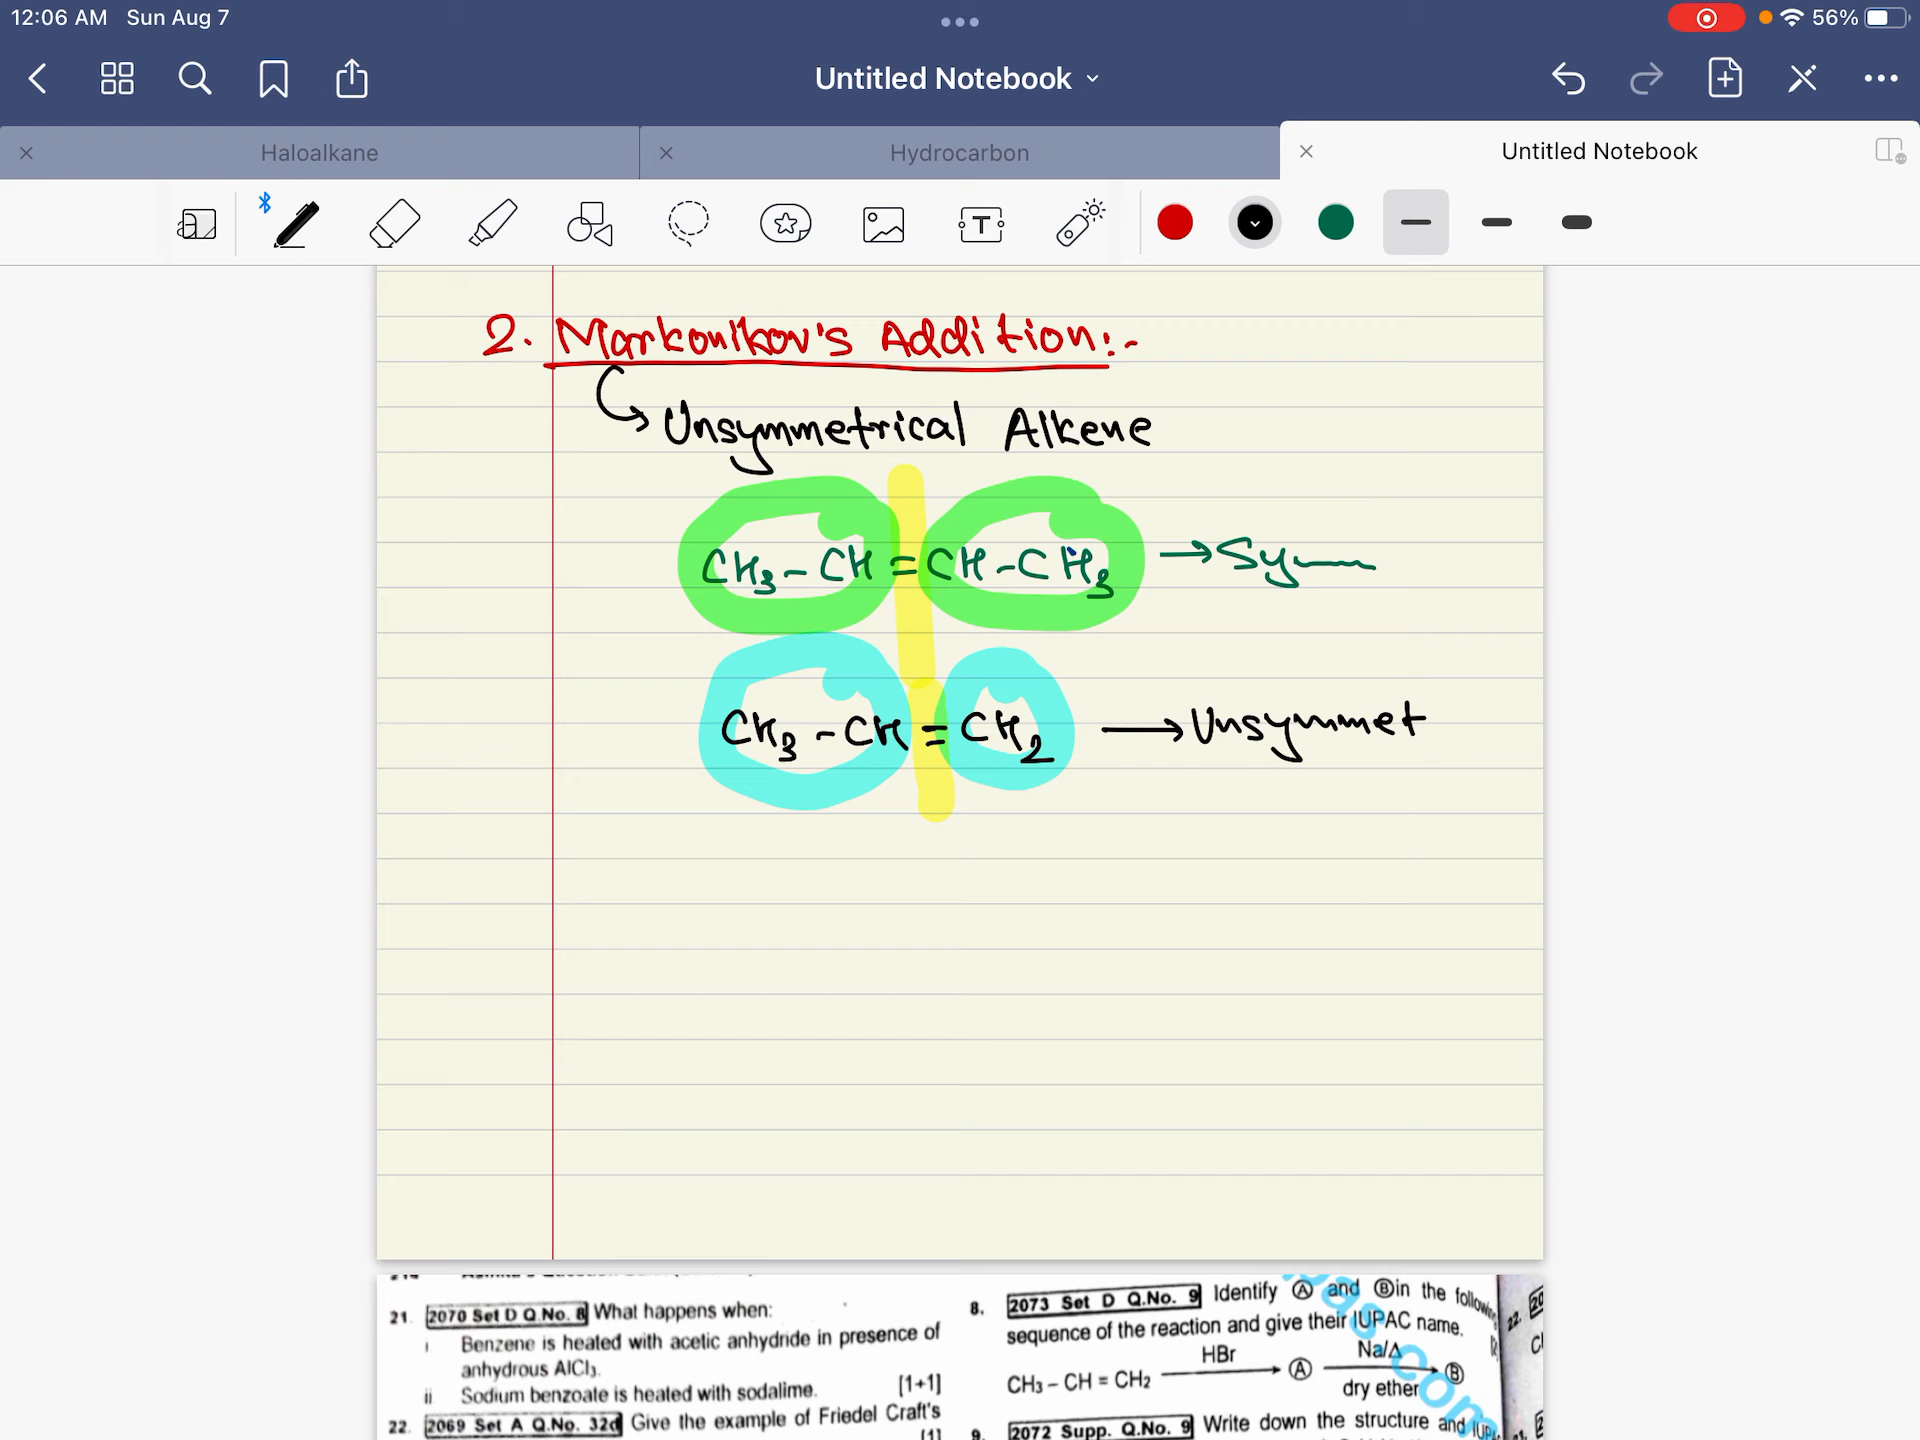 12:06 AM Sun Aug 7
56%
Untitled Notebook
Haloalkane
Hydrocarbon
Untitled Notebook
2. Markonikov's Addition:-
Unsymmetrical Alkene
CH3 - CH = CH - CH3 → Sym
CH3 - CH = CH2 → Unsymmet
21. 2070 Set D Q.No. 8 What happens when:
i Benzene is heated with acetic anhydride in presence of
anhydrous AlCl3.
ii Sodium benzoate is heated with sodalime. [1+1]
22. 2069 Set A Q.No. 32d Give the example of Friedel Craft's
[1]
8. 2073 Set D Q.No. 9 Identify Ⓐ and Ⓑ in the following
sequence of the reaction and give their IUPAC name.
CH3 – CH = CH2 HBr → Ⓐ Na/Δ dry ether → Ⓑ
9. 2072 Supp. Q.No. 9 Write down the structure and
22.